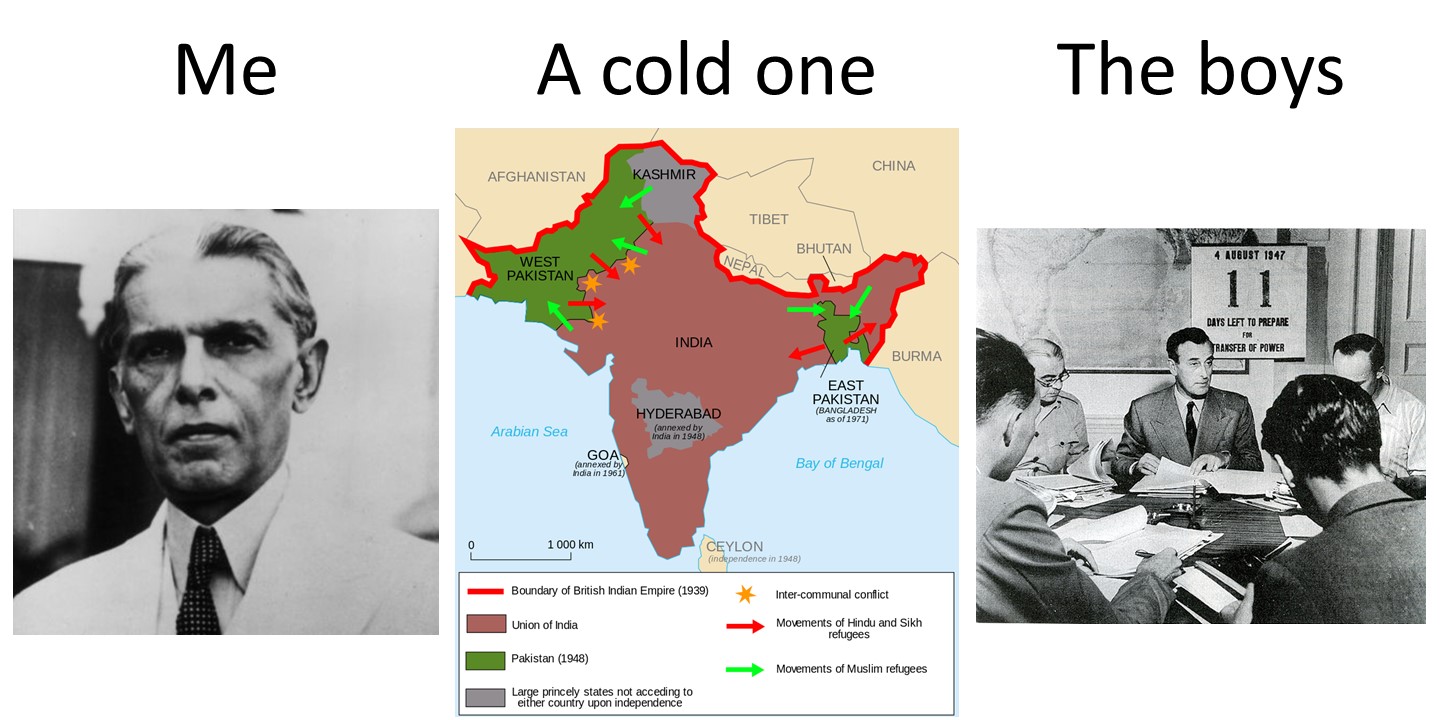 Me
A cold one
The boys
AFGHANISTAN
KASHMIR
CHINA
TIBET
BHUTAN
NEPAL
WEST
PAKISTAN
INDIA
BURMA
EAST
PAKISTAN
(BANGLADESH
as of 1971)
HYDERABAD
(annexed by
India in 1948)
Arabian Sea
GOA
(annexed by
India in 1961)
Bay of Bengal
CEYLON
(independence in 1948)
0 1 000 km
Boundary of British Indian Empire (1939)
Union of India
Pakistan (1948)
Large princely states not acceding to
either country upon independence
Inter-communal conflict
Movements of Hindu and Sikh
refugees
Movements of Muslim refugees
4 AUGUST 1947
11
DAYS LEFT TO PREPARE
FOR
TRANSFER OF POWER